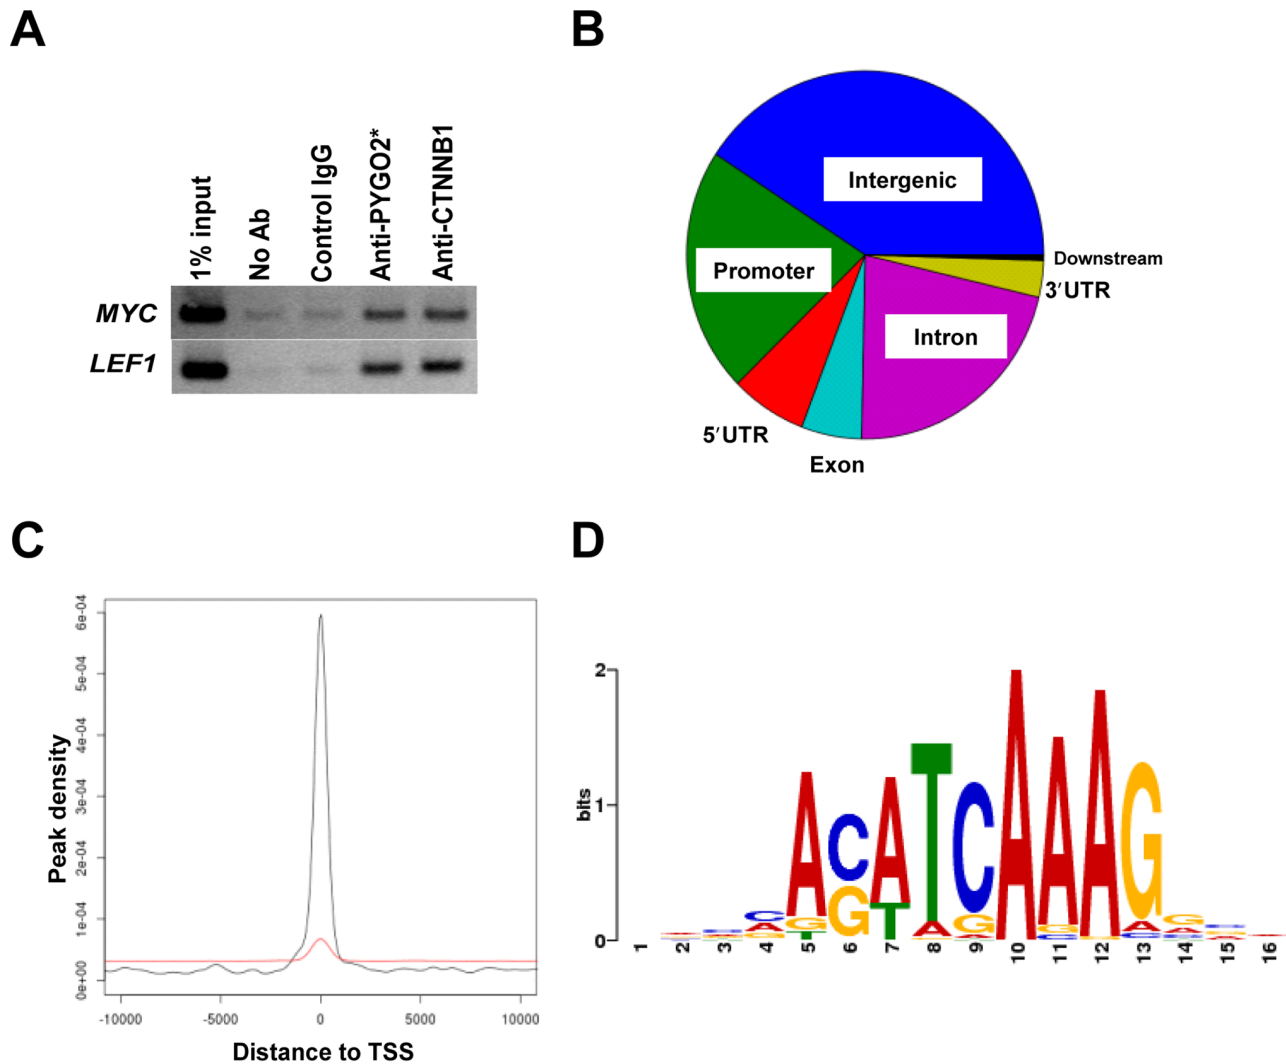 A
1% input
No Ab
Control IgG
Anti-PYGO2*
Anti-CTNNB1
MYC
LEF1
B
Intergenic
Downstream
3′UTR
Promoter
Intron
5′UTR
Exon
C
Peak density
0e+00
1e-04
2e-04
3e-04
4e-04
5e-04
6e-04
-10000
-5000
0
5000
10000
Distance to TSS
D
2
1
0
bits
ACATCAAAG
1 2 3 4 5 6 7 8 9 10 11 12 13 14 15 16